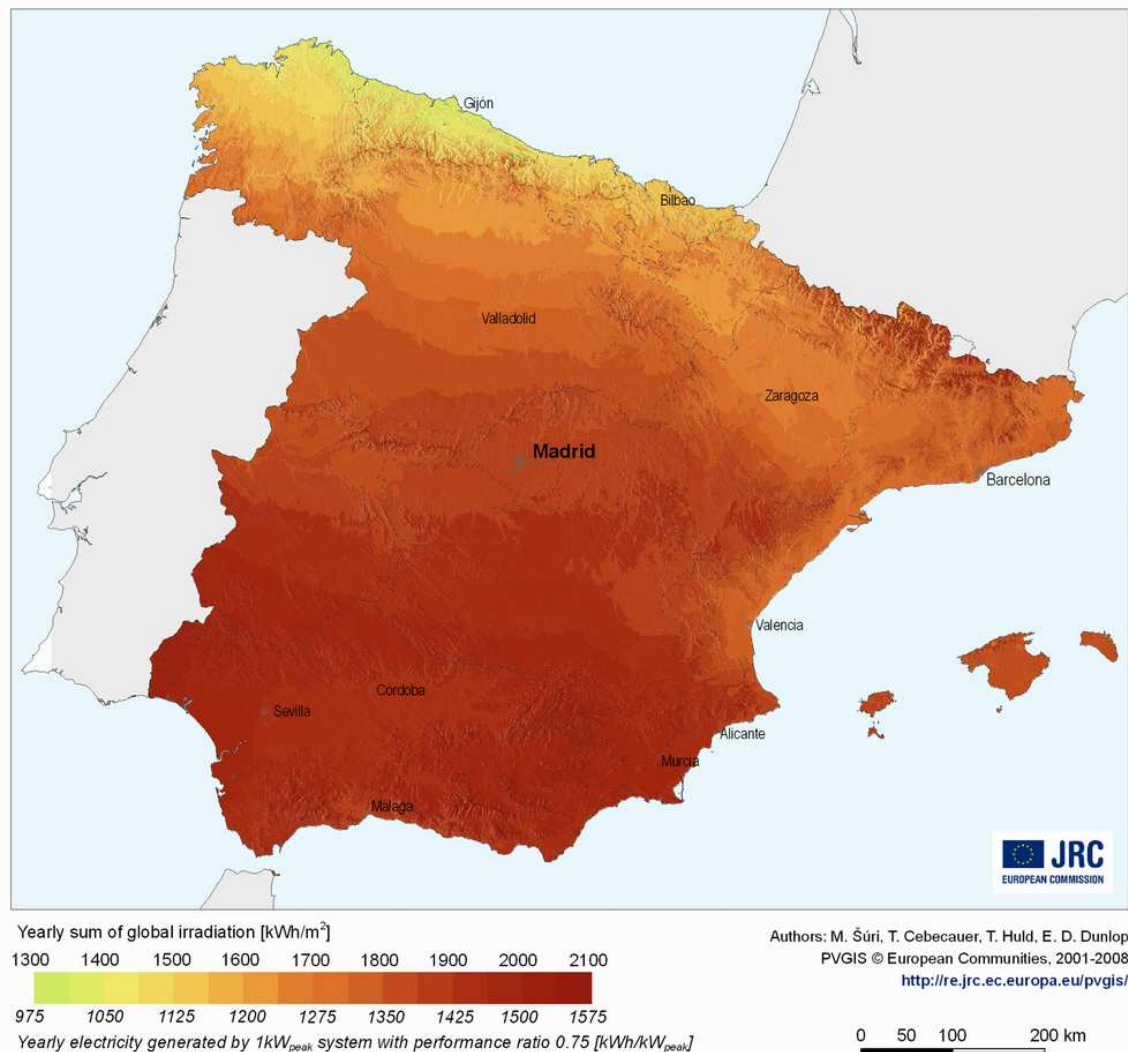 Gijón
Bilbao
Valladolid
Zaragoza
Madrid
Barcelona
Valencia
Córdoba
Sevilla
Alicante
Murcia
Malaga
JRC
EUROPEAN COMMISSION
Yearly sum of global irradiation [kWh/m²]
1300 1400 1500 1600 1700 1800 1900 2000 2100
975 1050 1125 1200 1275 1350 1425 1500 1575
Yearly electricity generated by 1kWpeak system with performance ratio 0.75 [kWh/kWpeak]
Authors: M. Šúri, T. Cebecauer, T. Huld, E. D. Dunlop
PVGIS © European Communities, 2001-2008
http://re.jrc.ec.europa.eu/pvgis/
0 50 100 200 km